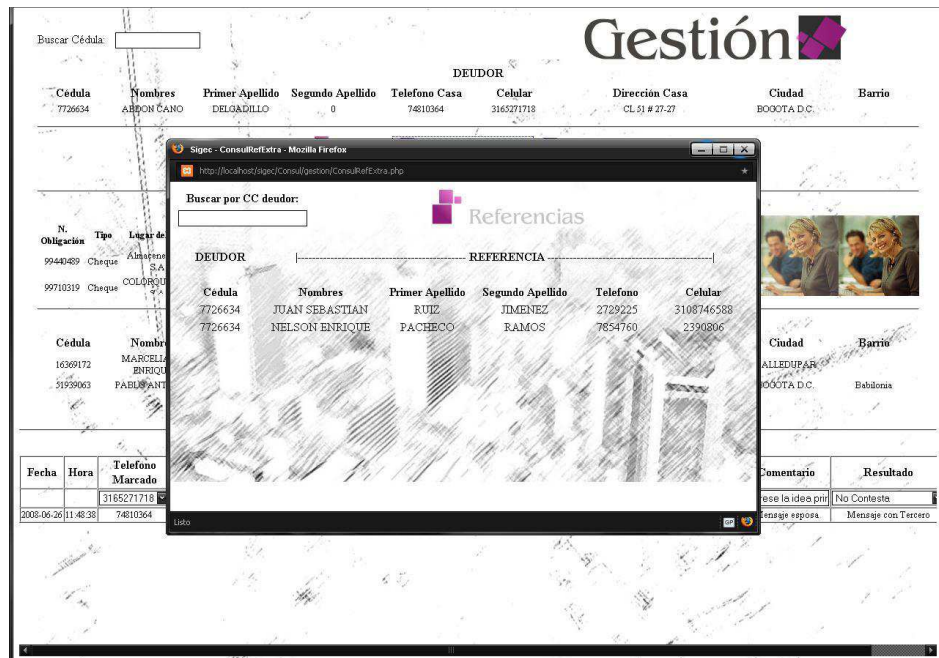 Gestión
Buscar Cédula:
DEUDOR
Cédula Nombres Primer Apellido Segundo Apellido Telefono Casa Celular Dirección Casa Ciudad Barrio
7726634 ABDON CANO DELGADILLO 0 74810364 3165271718 CL 51 # 27-27 BOGOTA D.C.
Sigec - ConsulRefExtra - Mozilla Firefox
http://localhost/sigec/Consul/gestion/ConsulRefExtra.php
Buscar por CC deudor:
Referencias
DEUDOR |---------- REFERENCIA ----------|
Cédula Nombres Primer Apellido Segundo Apellido Telefono Celular
7726634 JUAN SEBASTIAN RUIZ JIMENEZ 2729225 3108746588
7726634 NELSON ENRIQUE PACHECO RAMOS 7854760 2390806
Listo GP
N. Obligación Tipo Lugar de
99440489 Cheque
S.A
99710319 Cheque
Cédula Ciudad Barrio
16369172
51939063 Babilonia
Fecha Hora Telefono Marcado Comentario Resultado
3165271718 No Contesta
2008-06-26 11:48:38 74810364 Mensaje esposa Mensaje con Tercero